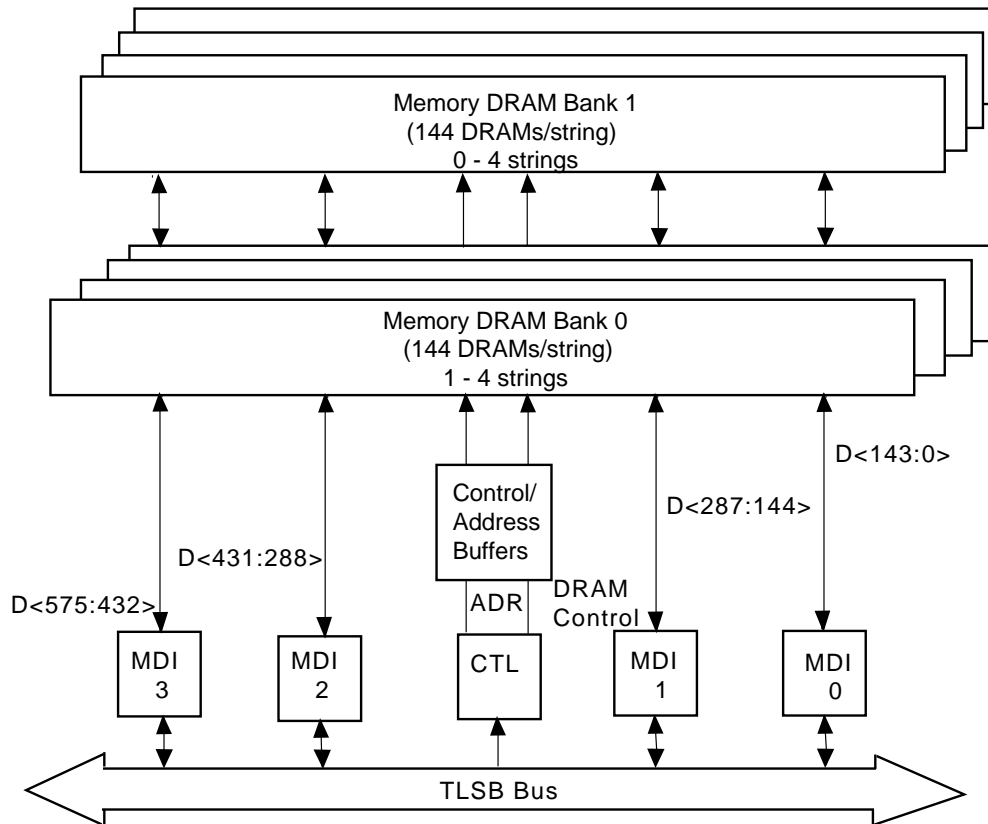 Memory DRAM Bank 1
(144 DRAMs/string)
0 - 4 strings
Memory DRAM Bank 0
(144 DRAMs/string)
1 - 4 strings
D<143:0>
Control/
Address
Buffers
D<287:144>
D<431:288>
D<575:432>
ADR
DRAM
Control
MDI
3
MDI
2
CTL
MDI
1
MDI
0
TLSB Bus